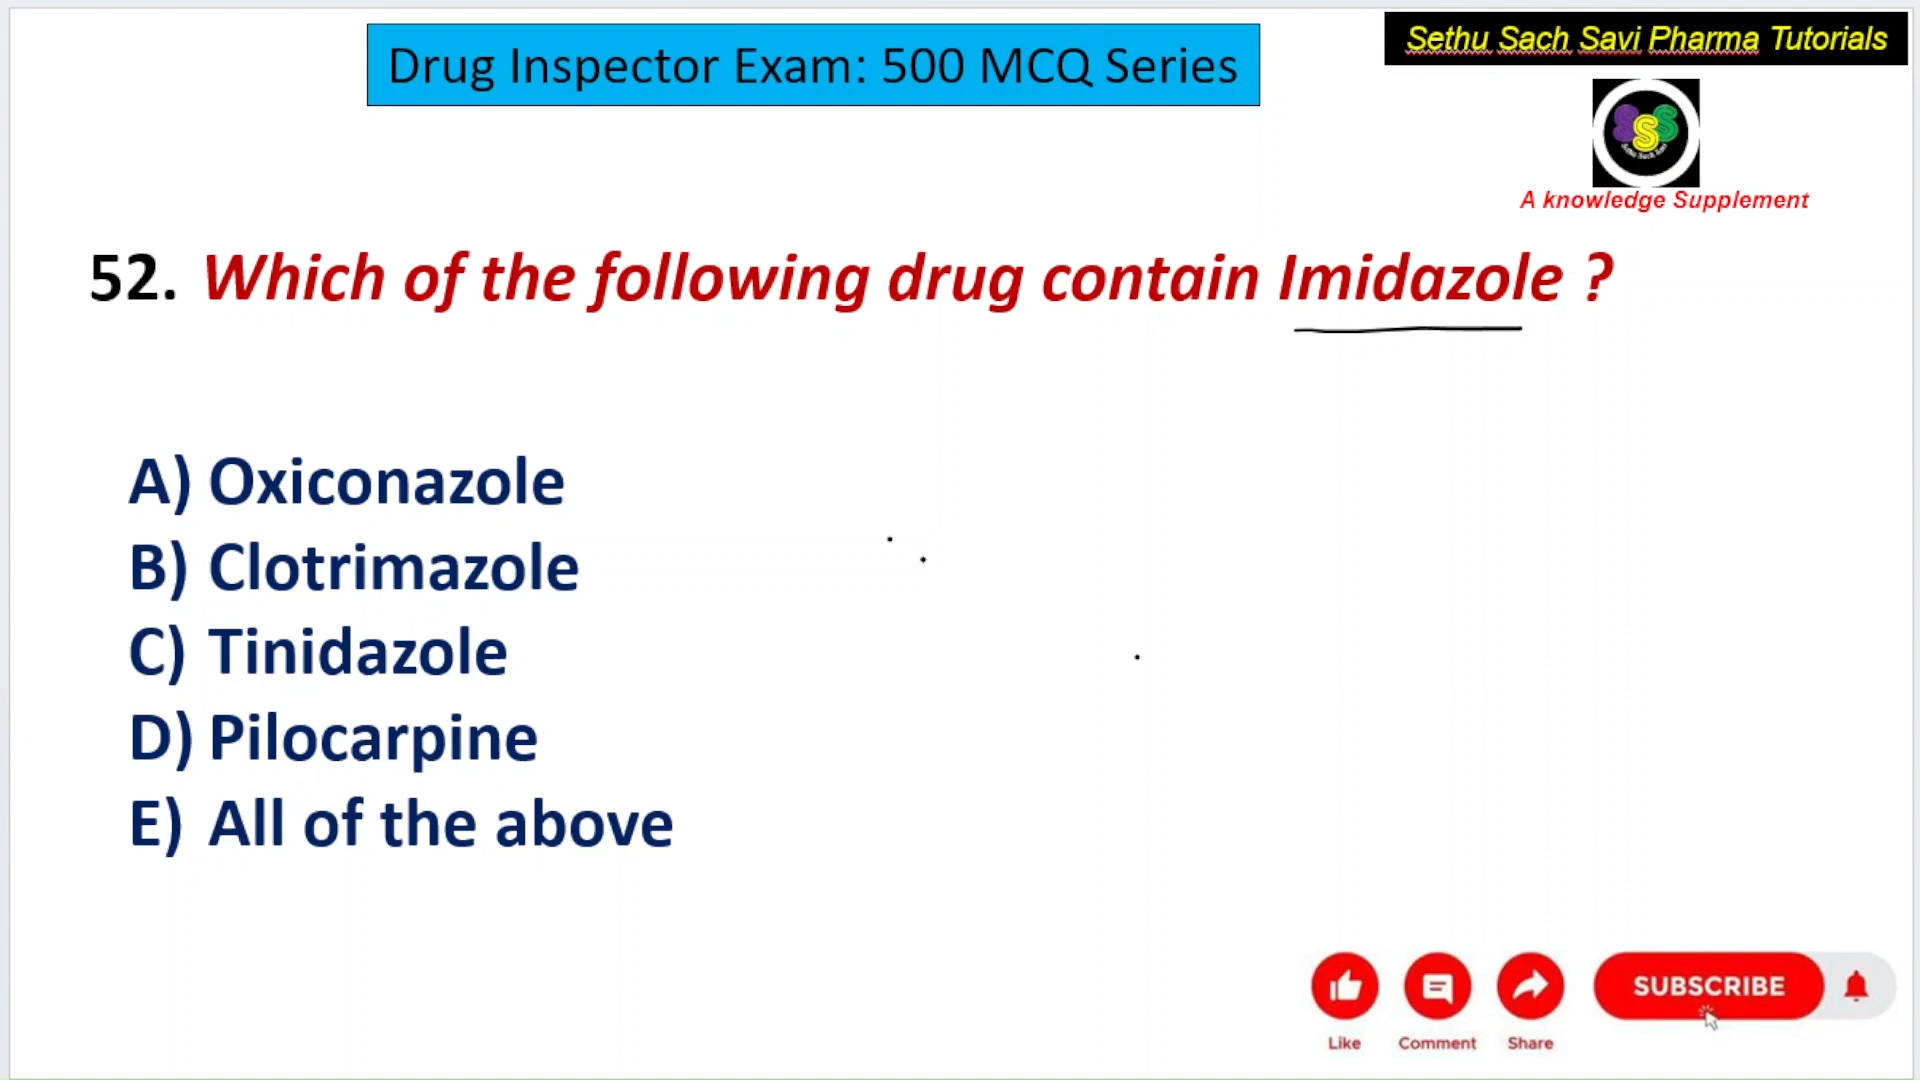 Sethu Sach Savi Pharma Tutorials
Drug Inspector Exam: 500 MCQ Series
SSS
A knowledge Supplement
52. Which of the following drug contain Imidazole ?
A) Oxiconazole
B) Clotrimazole
C) Tinidazole
D) Pilocarpine
E) All of the above
SUBSCRIBE
Like Comment Share